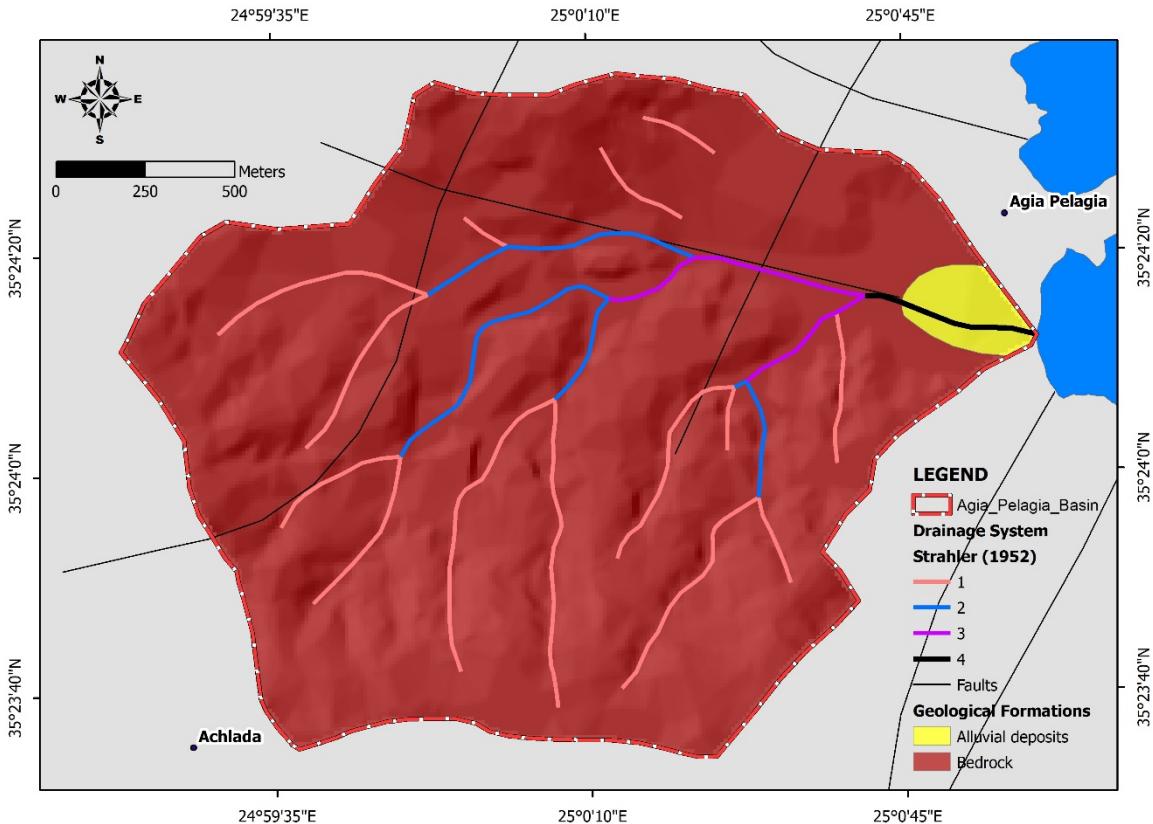 24°59'35"E 25°0'10"E 25°0'45"E
N
W E
S
Meters
0 250 500
Agia Pelagia
35°24'20"N 35°24'20"N
35°24'0"N 35°24'0"N
LEGEND
Agia_Pelagia_Basin
Drainage System
Strahler (1952)
1
2
3
4
Faults
Geological Formations
Alluvial deposits
Bedrock
35°23'40"N 35°23'40"N
Achlada
24°59'35"E 25°0'10"E 25°0'45"E